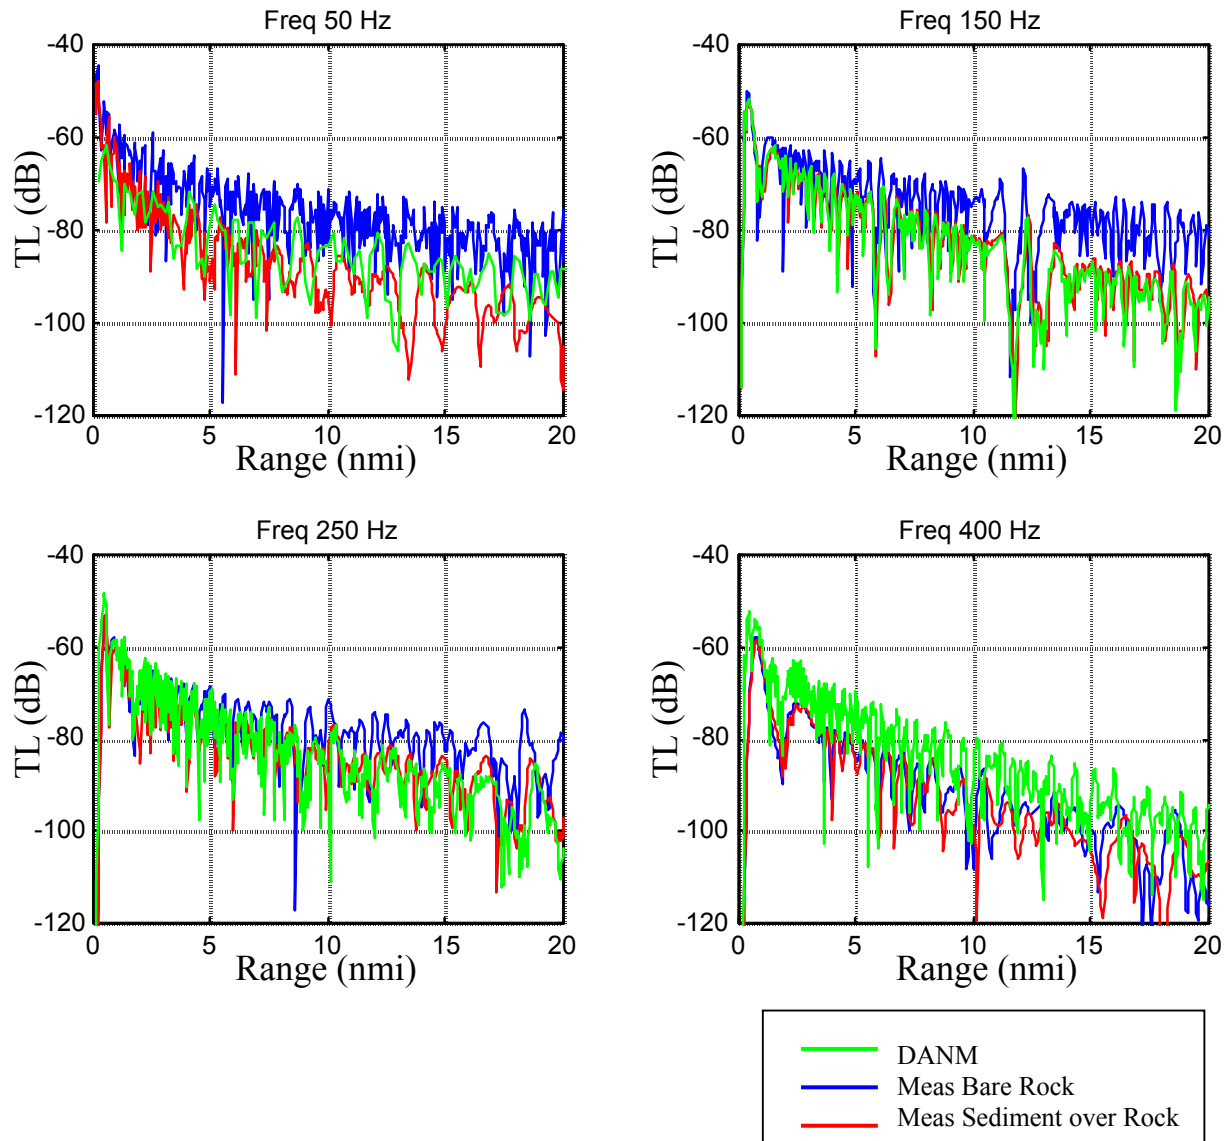 Freq 50 Hz
Freq 150 Hz
-40
-60
-80
-100
-120
TL (dB)
0 5 10 15 20
Range (nmi)
-40
-60
-80
-100
-120
TL (dB)
0 5 10 15 20
Range (nmi)
Freq 250 Hz
Freq 400 Hz
-40
-60
-80
-100
-120
TL (dB)
0 5 10 15 20
Range (nmi)
-40
-60
-80
-100
-120
TL (dB)
0 5 10 15 20
Range (nmi)
DANM
Meas Bare Rock
Meas Sediment over Rock